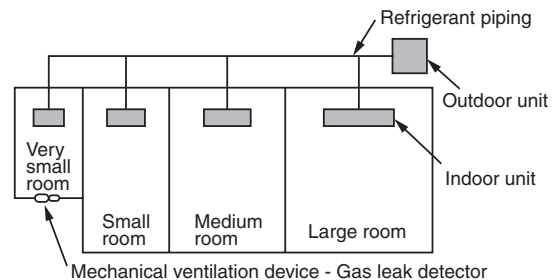 Refrigerant piping
Outdoor unit
Indoor unit
Very
small
room
Small
room
Medium
room
Large room
Mechanical ventilation device - Gas leak detector